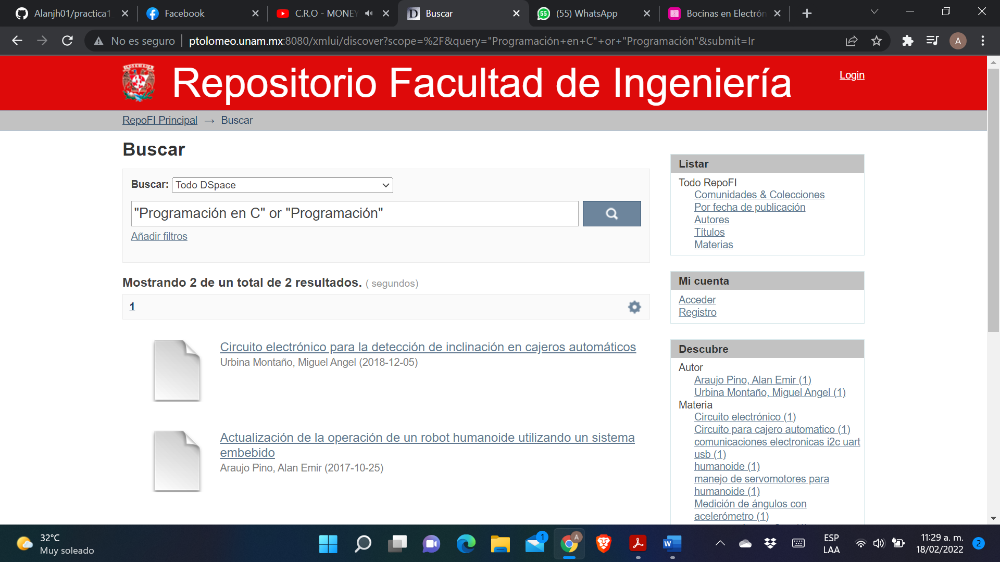 Alanjh01/practica1_
Facebook
C.R.O - MONEY
Buscar
(55) WhatsApp
Bocinas en Electrón
No es seguro
ptolomeo.unam.mx:8080/xmlui/discover?scope=%2F&query="Programación+en+C"+or+"Programación"&submit=Ir
A
Repositorio Facultad de Ingeniería
Login
RepoFI Principal → Buscar
Buscar
Buscar: Todo DSpace
"Programación en C" or "Programación"
Añadir filtros
Mostrando 2 de un total de 2 resultados. ( segundos)
1
Circuito electrónico para la detección de inclinación en cajeros automáticos
Urbina Montaño, Miguel Angel (2018-12-05)
Actualización de la operación de un robot humanoide utilizando un sistema
embebido
Araujo Pino, Alan Emir (2017-10-25)
Listar
Todo RepoFI
Comunidades & Colecciones
Por fecha de publicación
Autores
Títulos
Materias
Mi cuenta
Acceder
Registro
Descubre
Autor
Araujo Pino, Alan Emir (1)
Urbina Montaño, Miguel Angel (1)
Materia
Circuito electrónico (1)
Circuito para cajero automatico (1)
comunicaciones electronicas i2c uart
usb (1)
humanoide (1)
manejo de servomotores para
humanoide (1)
Medición de ángulos con
acelerómetro (1)
32°C
Muy soleado
1
A
ESP
LAA
11:29 a. m.
18/02/2022
2